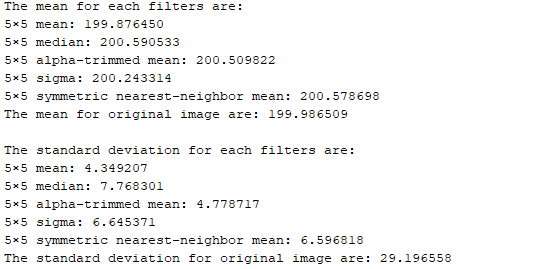 The mean for each filters are:
5×5 mean: 199.876450
5×5 median: 200.590533
5×5 alpha-trimmed mean: 200.509822
5×5 sigma: 200.243314
5×5 symmetric nearest-neighbor mean: 200.578698
The mean for original image are: 199.986509
The standard deviation for each filters are:
5×5 mean: 4.349207
5×5 median: 7.768301
5×5 alpha-trimmed mean: 4.778717
5×5 sigma: 6.645371
5×5 symmetric nearest-neighbor mean: 6.596818
The standard deviation for original image are: 29.196558